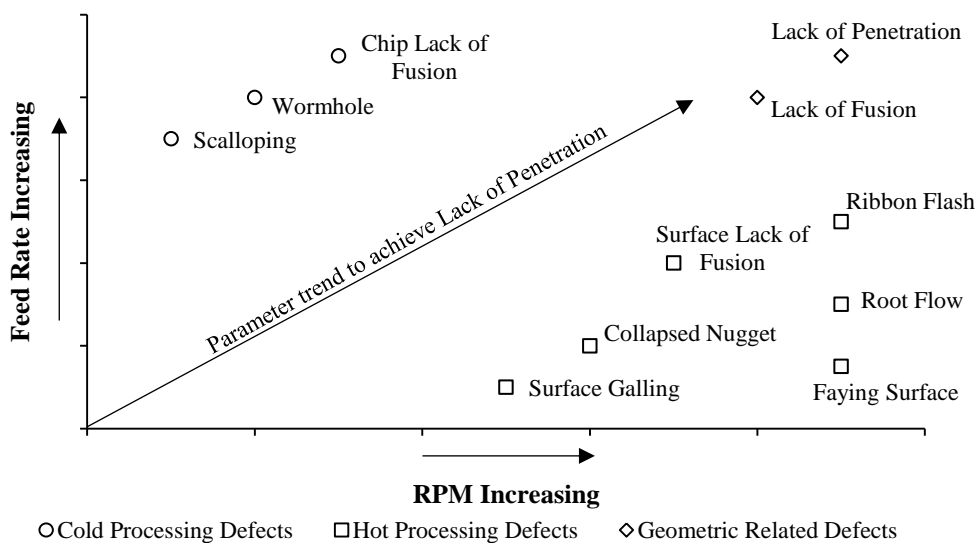 Chip Lack of
Fusion
Wormhole
Scalloping
Lack of Penetration
Lack of Fusion
Ribbon Flash
Surface Lack of
Fusion
Root Flow
Collapsed Nugget
Surface Galling
Faying Surface
Parameter trend to achieve Lack of Penetration
Feed Rate Increasing
RPM Increasing
Cold Processing Defects
Hot Processing Defects
Geometric Related Defects